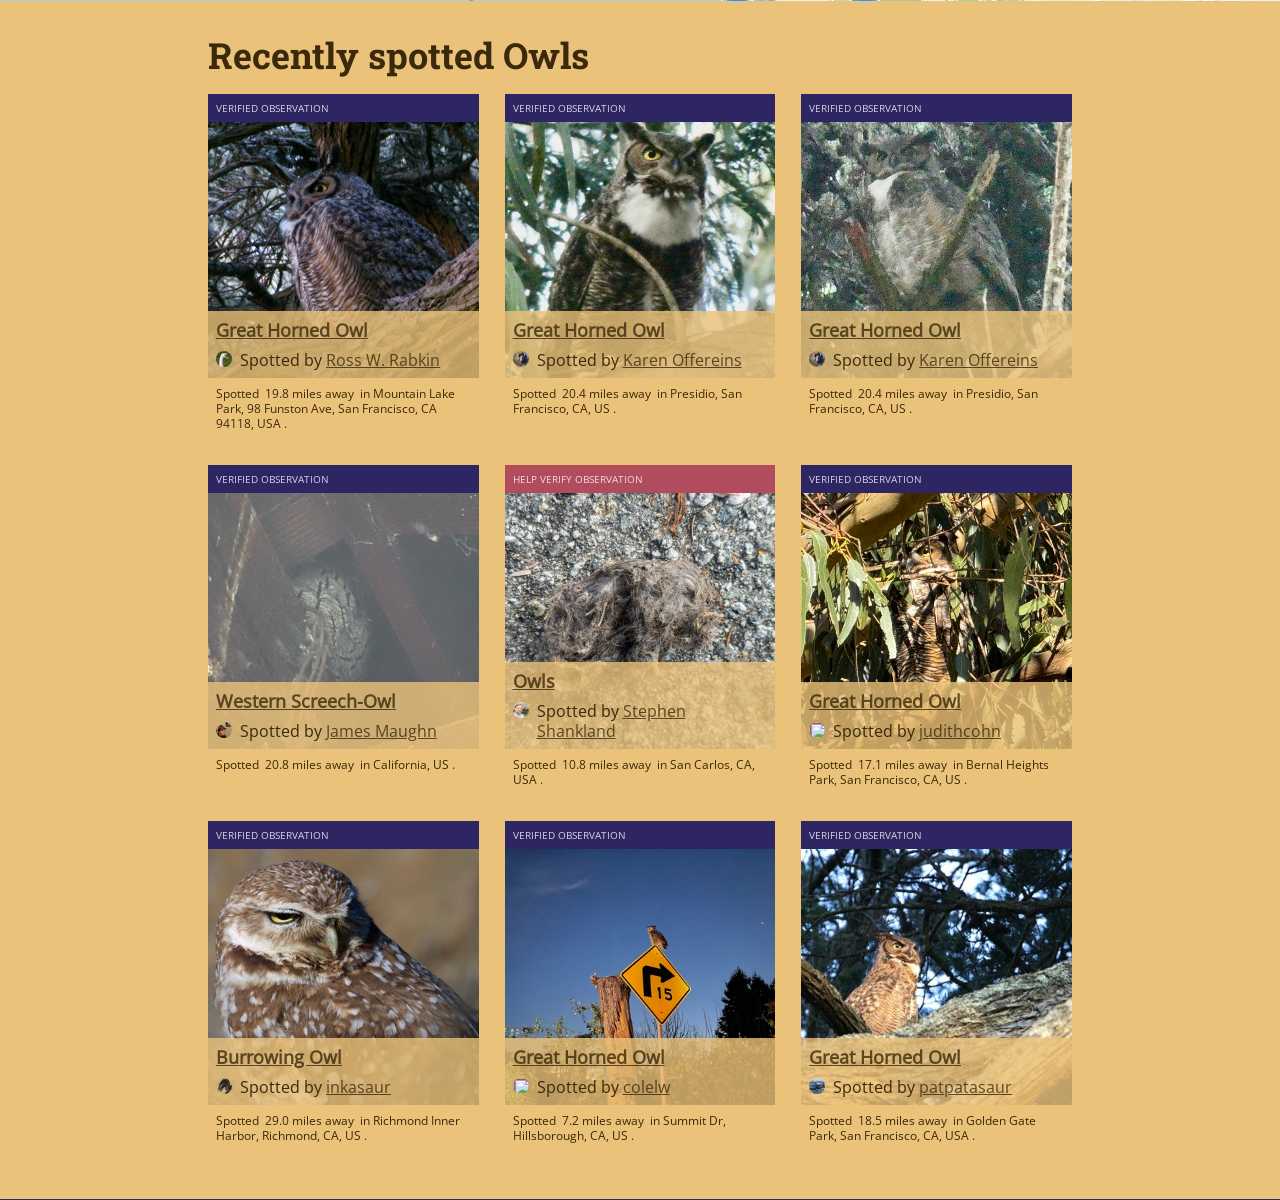 Recently spotted Owls
VERIFIED OBSERVATION
Great Horned Owl
Spotted by Ross W. Rabkin
Spotted 19.8 miles away in Mountain Lake
Park, 98 Funston Ave, San Francisco, CA
94118, USA .
VERIFIED OBSERVATION
Great Horned Owl
Spotted by Karen Offereins
Spotted 20.4 miles away in Presidio, San
Francisco, CA, US .
VERIFIED OBSERVATION
Great Horned Owl
Spotted by Karen Offereins
Spotted 20.4 miles away in Presidio, San
Francisco, CA, US .
VERIFIED OBSERVATION
Western Screech-Owl
Spotted by James Maughn
Spotted 20.8 miles away in California, US .
HELP VERIFY OBSERVATION
Owls
Spotted by Stephen
Shankland
Spotted 10.8 miles away in San Carlos, CA,
USA .
VERIFIED OBSERVATION
Great Horned Owl
Spotted by judithcohn
Spotted 17.1 miles away in Bernal Heights
Park, San Francisco, CA, US .
VERIFIED OBSERVATION
Burrowing Owl
Spotted by inkasaur
Spotted 29.0 miles away in Richmond Inner
Harbor, Richmond, CA, US .
VERIFIED OBSERVATION
15
Great Horned Owl
Spotted by colelw
Spotted 7.2 miles away in Summit Dr,
Hillsborough, CA, US .
VERIFIED OBSERVATION
Great Horned Owl
Spotted by patpatasaur
Spotted 18.5 miles away in Golden Gate
Park, San Francisco, CA, USA .